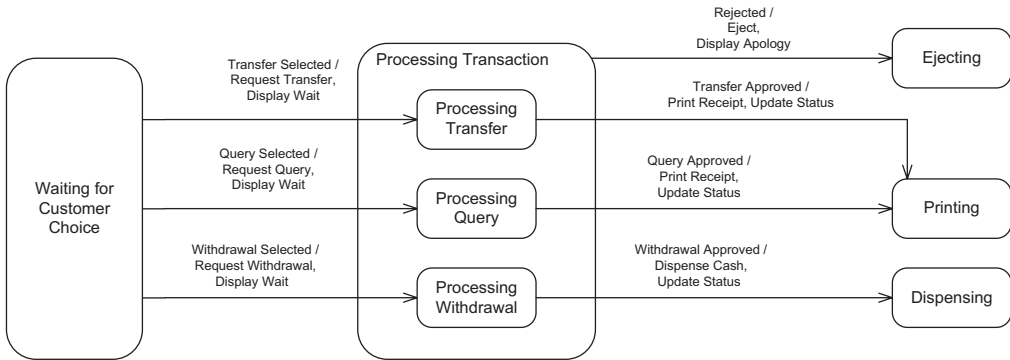 Rejected /
Eject,
Display Apology
Ejecting
Processing Transaction
Transfer Selected /
Request Transfer,
Display Wait
Processing
Transfer
Transfer Approved /
Print Receipt, Update Status
Waiting for
Customer
Choice
Query Selected /
Request Query,
Display Wait
Processing
Query
Query Approved /
Print Receipt,
Update Status
Printing
Withdrawal Selected /
Request Withdrawal,
Display Wait
Processing
Withdrawal
Withdrawal Approved /
Dispense Cash,
Update Status
Dispensing